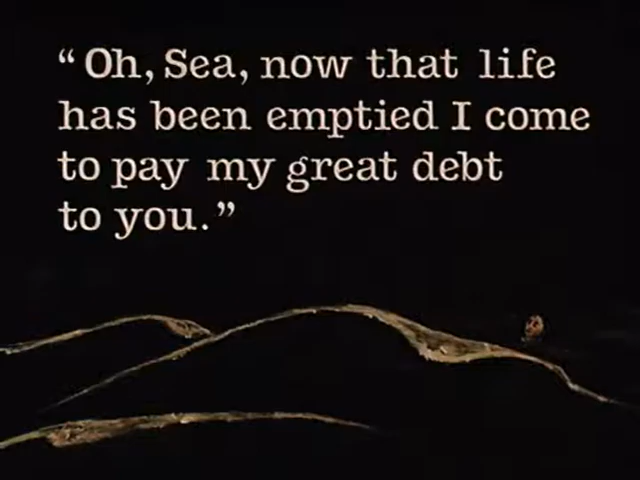 “Oh, Sea, now that life
has been emptied I come
to pay my great debt
to you.”